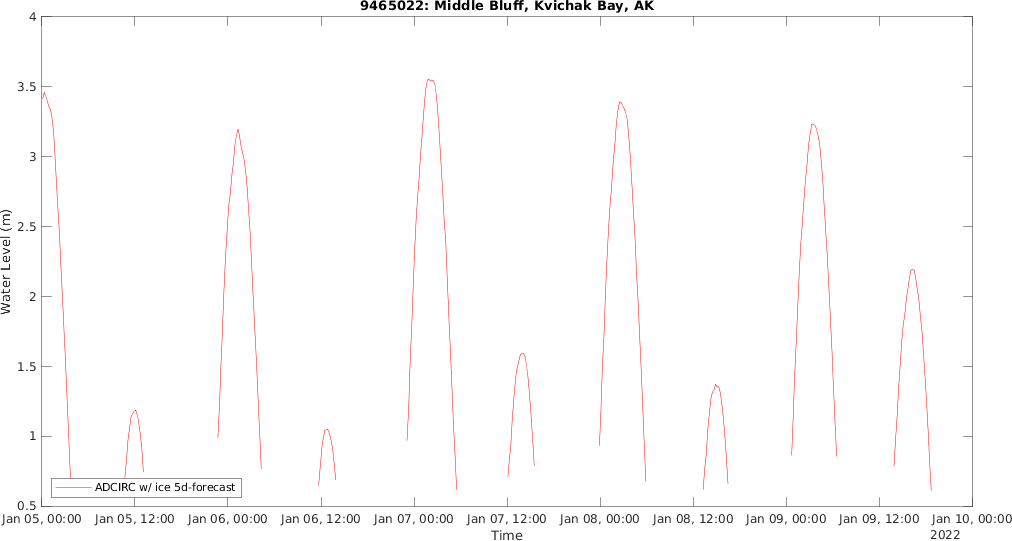 9465022: Middle Bluff, Kvichak Bay, AK
4
3.5
3
2.5
2
1.5
1
0.5
Water Level (m)
ADCIRC w/ ice 5d-forecast
Jan 05, 00:00 Jan 05, 12:00 Jan 06, 00:00 Jan 06, 12:00 Jan 07, 00:00 Jan 07, 12:00 Jan 08, 00:00 Jan 08, 12:00 Jan 09, 00:00 Jan 09, 12:00 Jan 10, 00:00
Time
2022